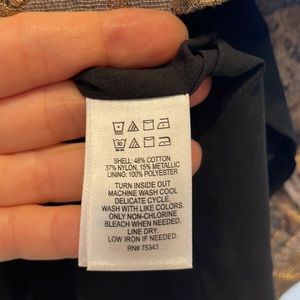 30
SHELL: 48% COTTON
37% NYLON, 15% METALLIC
LINING: 100% POLYESTER
TURN INSIDE OUT
MACHINE WASH COOL
DELICATE CYCLE.
WASH WITH LIKE COLORS.
ONLY NON-CHLORINE
BLEACH WHEN NEEDED.
LINE DRY.
LOW IRON IF NEEDED.
RN# 75343